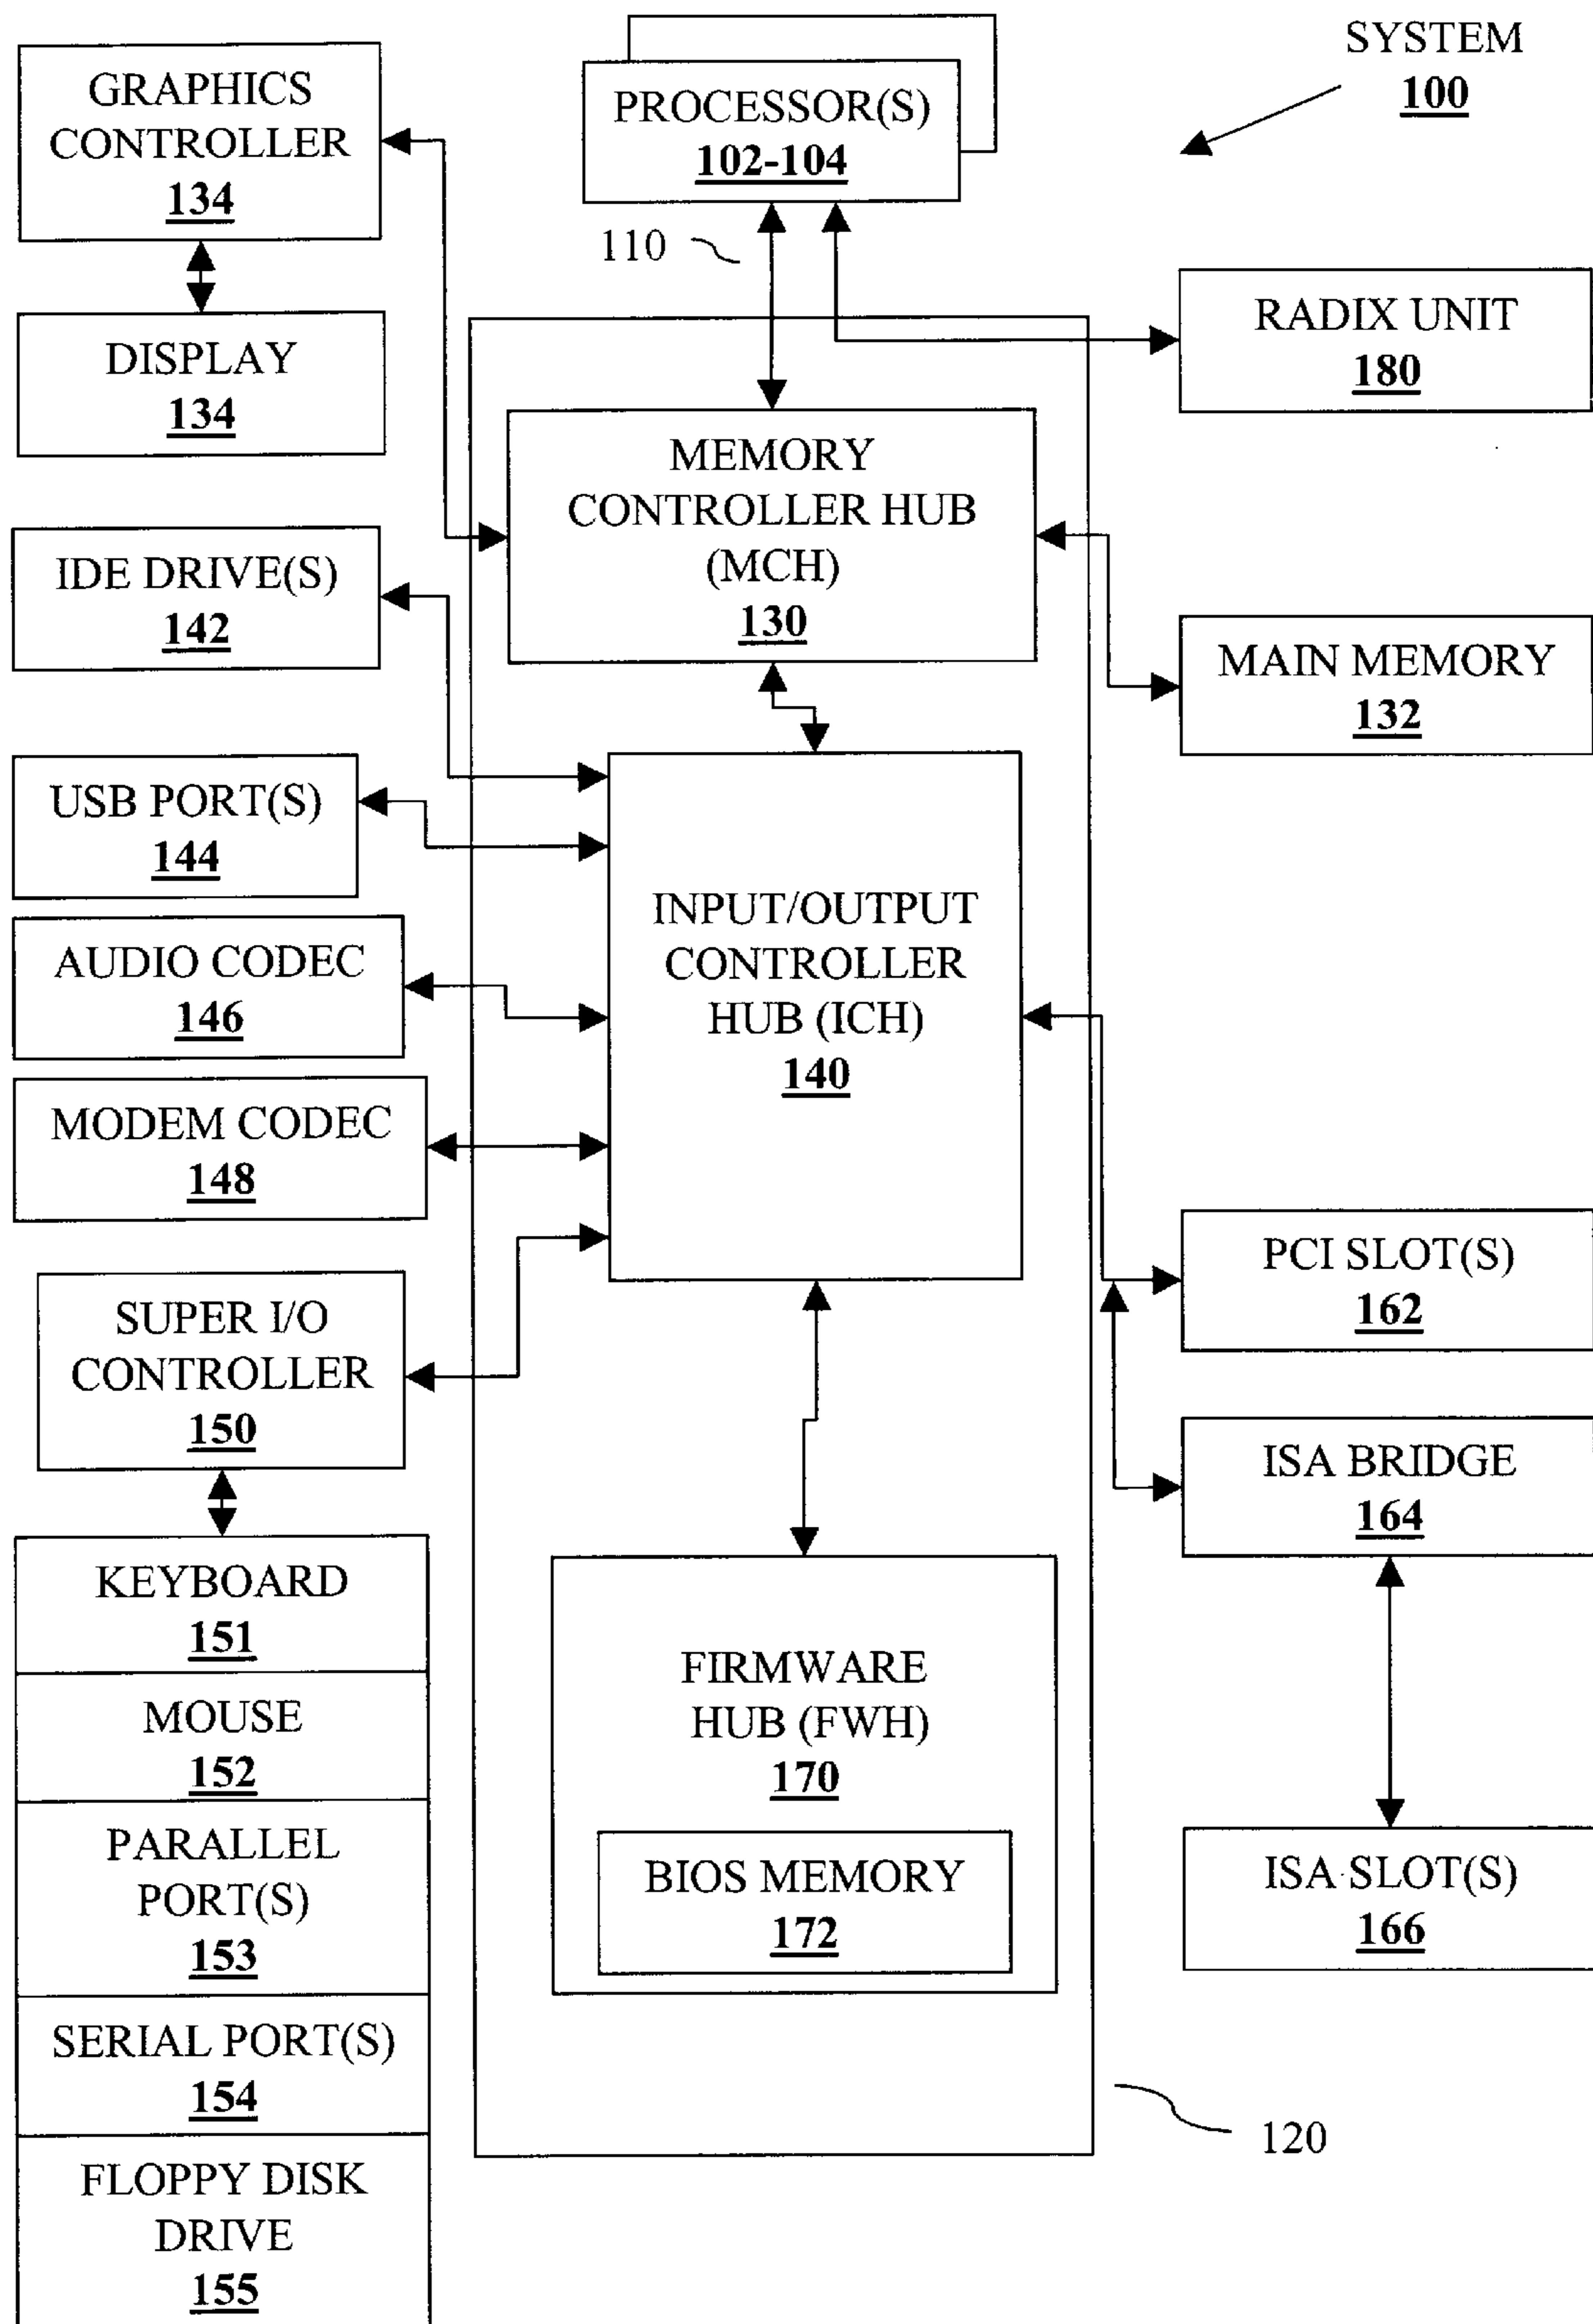 SYSTEM
100
GRAPHICS
CONTROLLER
134
PROCESSOR(S)
102-104
110
DISPLAY
134
RADIX UNIT
180
MEMORY
CONTROLLER HUB
(MCH)
130
IDE DRIVE(S)
142
MAIN MEMORY
132
USB PORT(S)
144
INPUT/OUTPUT
CONTROLLER
HUB (ICH)
140
AUDIO CODEC
146
MODEM CODEC
148
PCI SLOT(S)
162
SUPER I/O
CONTROLLER
150
ISA BRIDGE
164
KEYBOARD
151
MOUSE
152
PARALLEL
PORT(S)
153
SERIAL PORT(S)
154
FLOPPY DISK
DRIVE
155
FIRMWARE
HUB (FWH)
170
BIOS MEMORY
172
ISA SLOT(S)
166
120